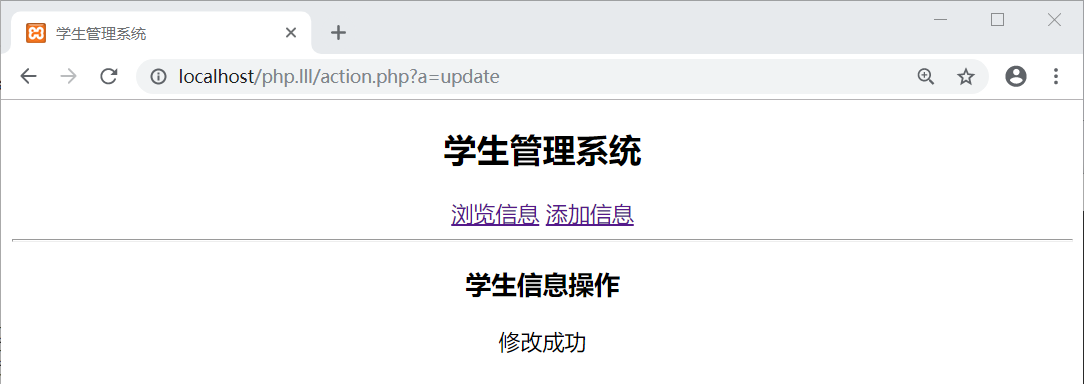 学生管理系统
localhost/php.lll/action.php?a=update
学生管理系统
浏览信息 添加信息
学生信息操作
修改成功